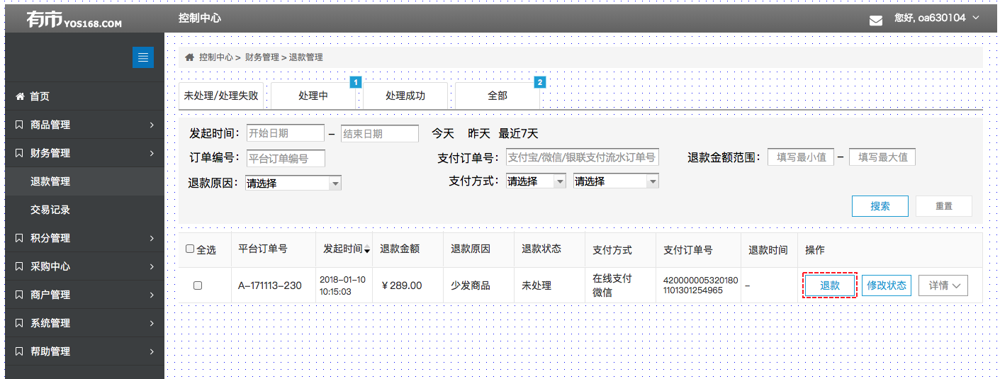 有市YOS168.COM
控制中心
您好, oa630104
控制中心 > 财务管理 > 退款管理
首页
商品管理
财务管理
退款管理
交易记录
积分管理
采购中心
商户管理
系统管理
帮助管理
未处理/处理失败 处理中 1 处理成功 全部 2
发起时间： 开始日期 – 结束日期 今天 昨天 最近7天
订单编号： 平台订单编号 支付订单号： 支付宝/微信/银联支付流水订单号 退款金额范围： 填写最小值 – 填写最大值
退款原因： 请选择 支付方式： 请选择 请选择
搜索 重置
全选 平台订单号 发起时间 退款金额 退款原因 退款状态 支付方式 支付订单号 退款时间 操作
A-171113-230 2018-01-10 ￥289.00 少发商品 未处理 在线支付 420000005320180 – 退款 修改状态 详情
10:15:03 微信 1101301254965